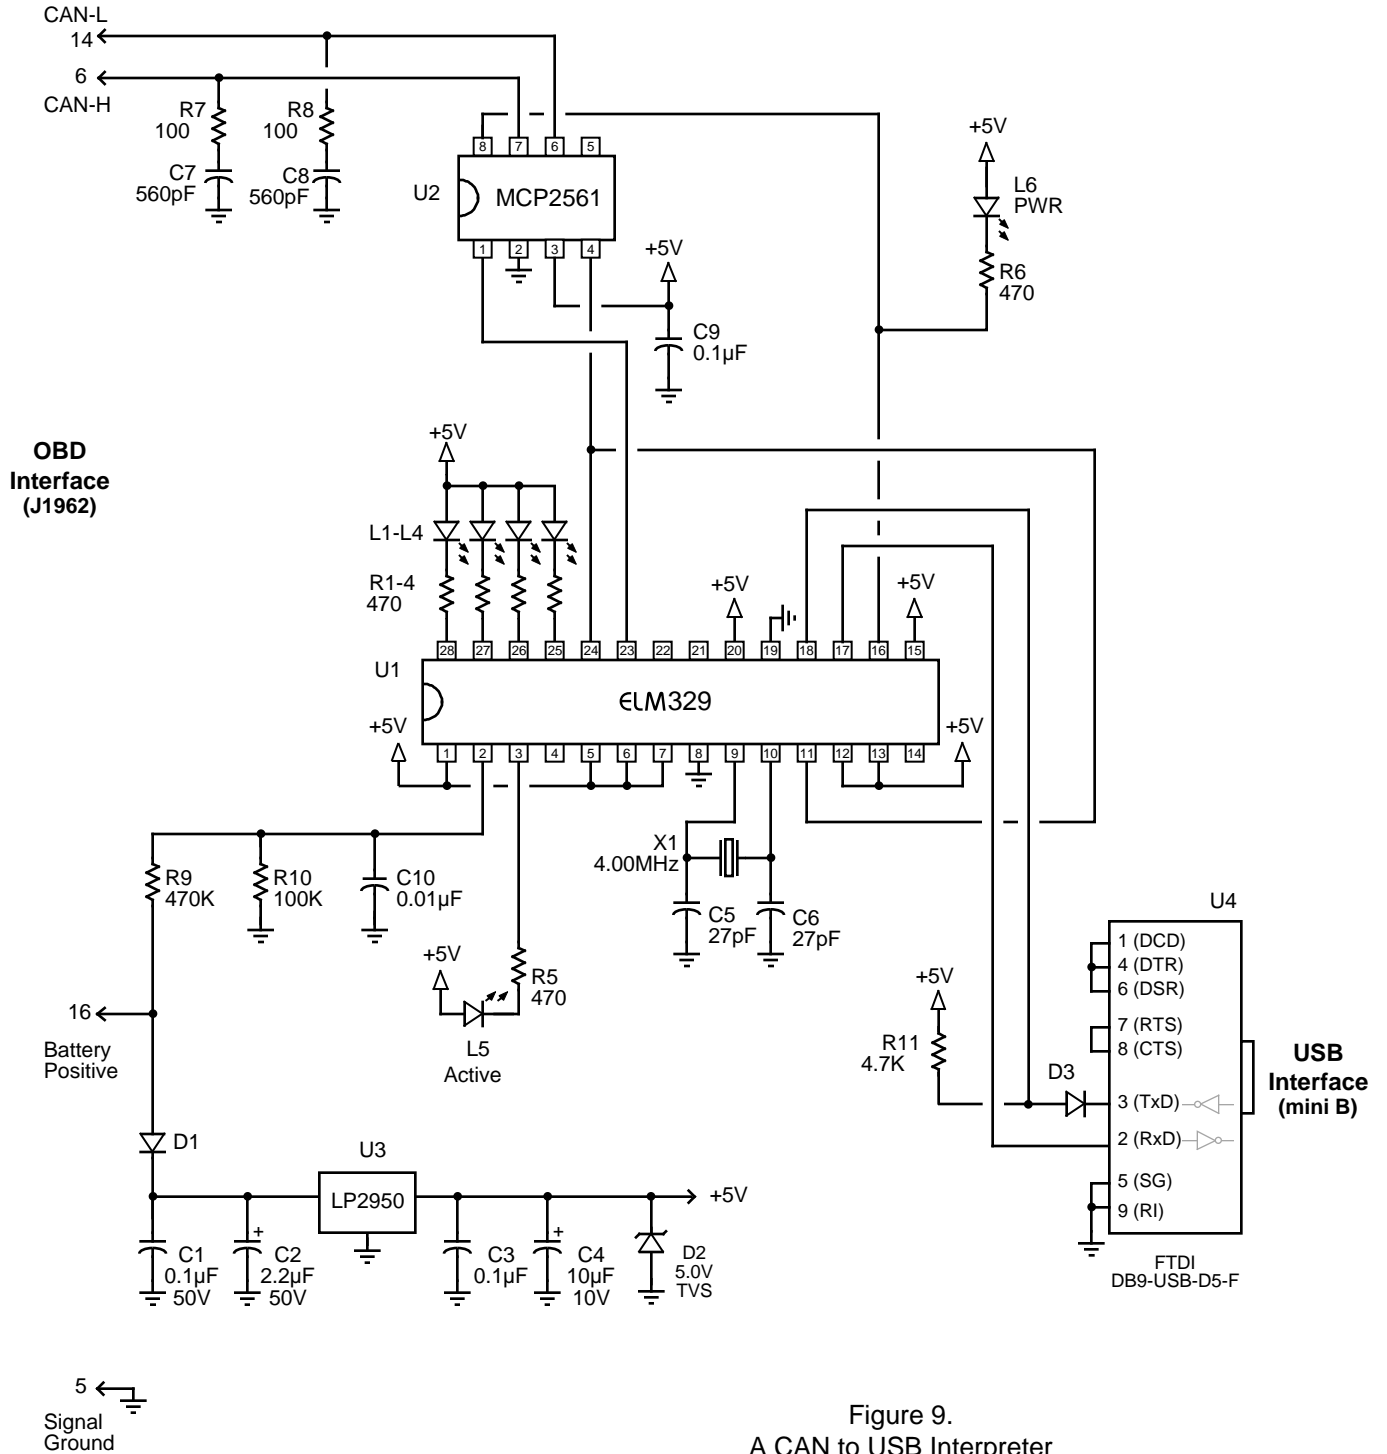 CAN-L
14
6
CAN-H
R7
100
R8
100
C7
560pF
C8
560pF
8 7 6 5
U2
MCP2561
1 2 3 4
+5V
L6
PWR
R6
470
+5V
C9
0.1µF
OBD
Interface
(J1962)
+5V
L1-L4
R1-4
470
+5V
+5V
28 27 26 25 24 23 22 21 20 19 18 17 16 15
U1
ELM329
+5V
+5V
1 2 3 4 5 6 7 8 9 10 11 12 13 14
R9
470K
R10
100K
C10
0.01µF
X1
4.00MHz
C5
27pF
C6
27pF
+5V
R5
470
L5
Active
16
Battery
Positive
+5V
R11
4.7K
D3
U4
1 (DCD)
4 (DTR)
6 (DSR)
7 (RTS)
8 (CTS)
3 (TxD)
2 (RxD)
5 (SG)
9 (RI)
USB
Interface
(mini B)
FTDI
DB9-USB-D5-F
D1
U3
LP2950
+5V
C1
0.1µF
50V
+
C2
2.2µF
50V
C3
0.1µF
+
C4
10µF
10V
D2
5.0V
TVS
5
Signal
Ground
Figure 9.
A CAN to USB Interpreter